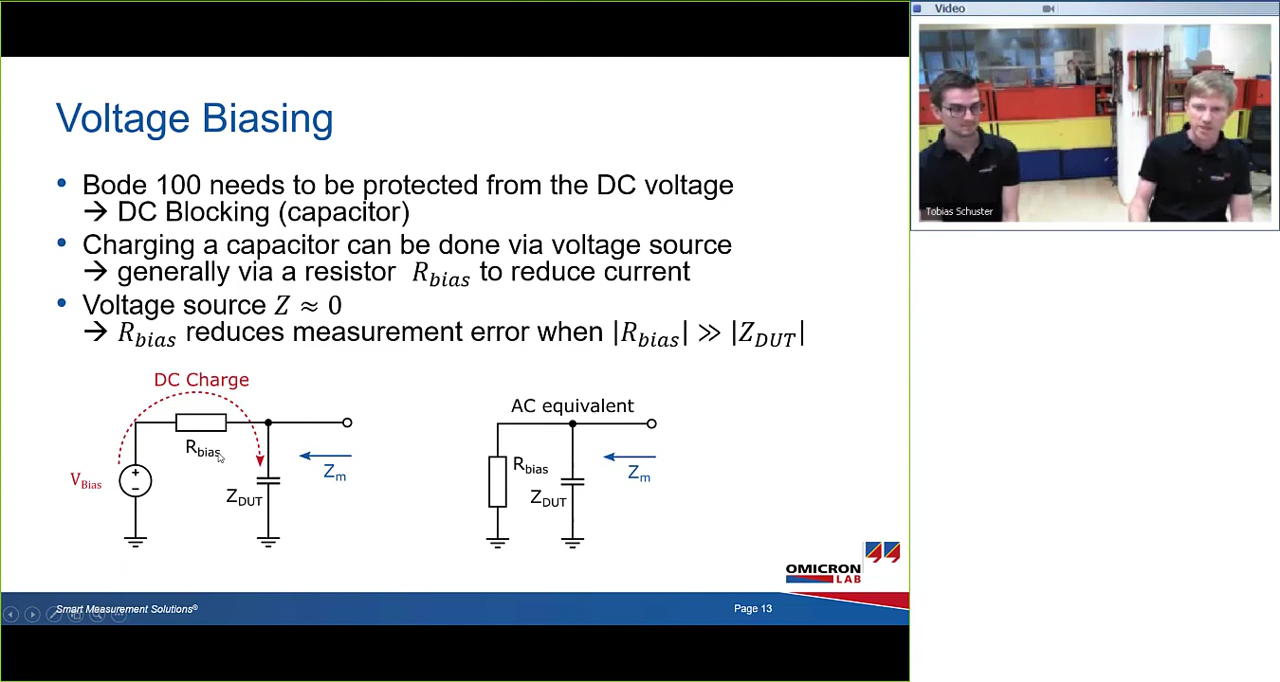 Video
Tobias Schuster
Voltage Biasing
• Bode 100 needs to be protected from the DC voltage
→ DC Blocking (capacitor)
• Charging a capacitor can be done via voltage source
→ generally via a resistor R_bias to reduce current
• Voltage source Z ≈ 0
→ R_bias reduces measurement error when |R_bias| ≫ |Z_DUT|
DC Charge
R_bias
V_Bias
+
−
Z_DUT
Z_m
AC equivalent
R_bias
Z_DUT
Z_m
OMICRON
LAB
Smart Measurement Solutions®
Page 13